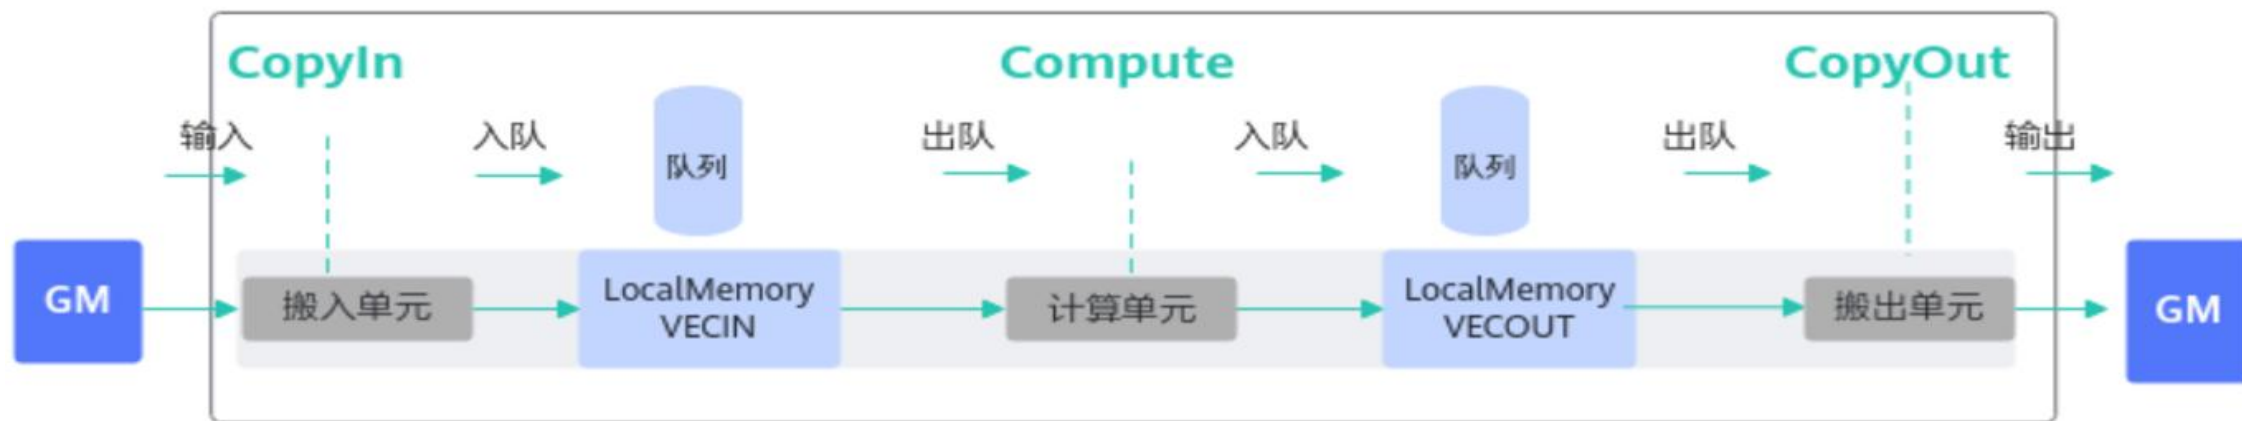 CopyIn
Compute
CopyOut
输入
入队
队列
出队
入队
队列
出队
输出
GM
搬入单元
LocalMemory
VECIN
计算单元
LocalMemory
VECOUT
搬出单元
GM